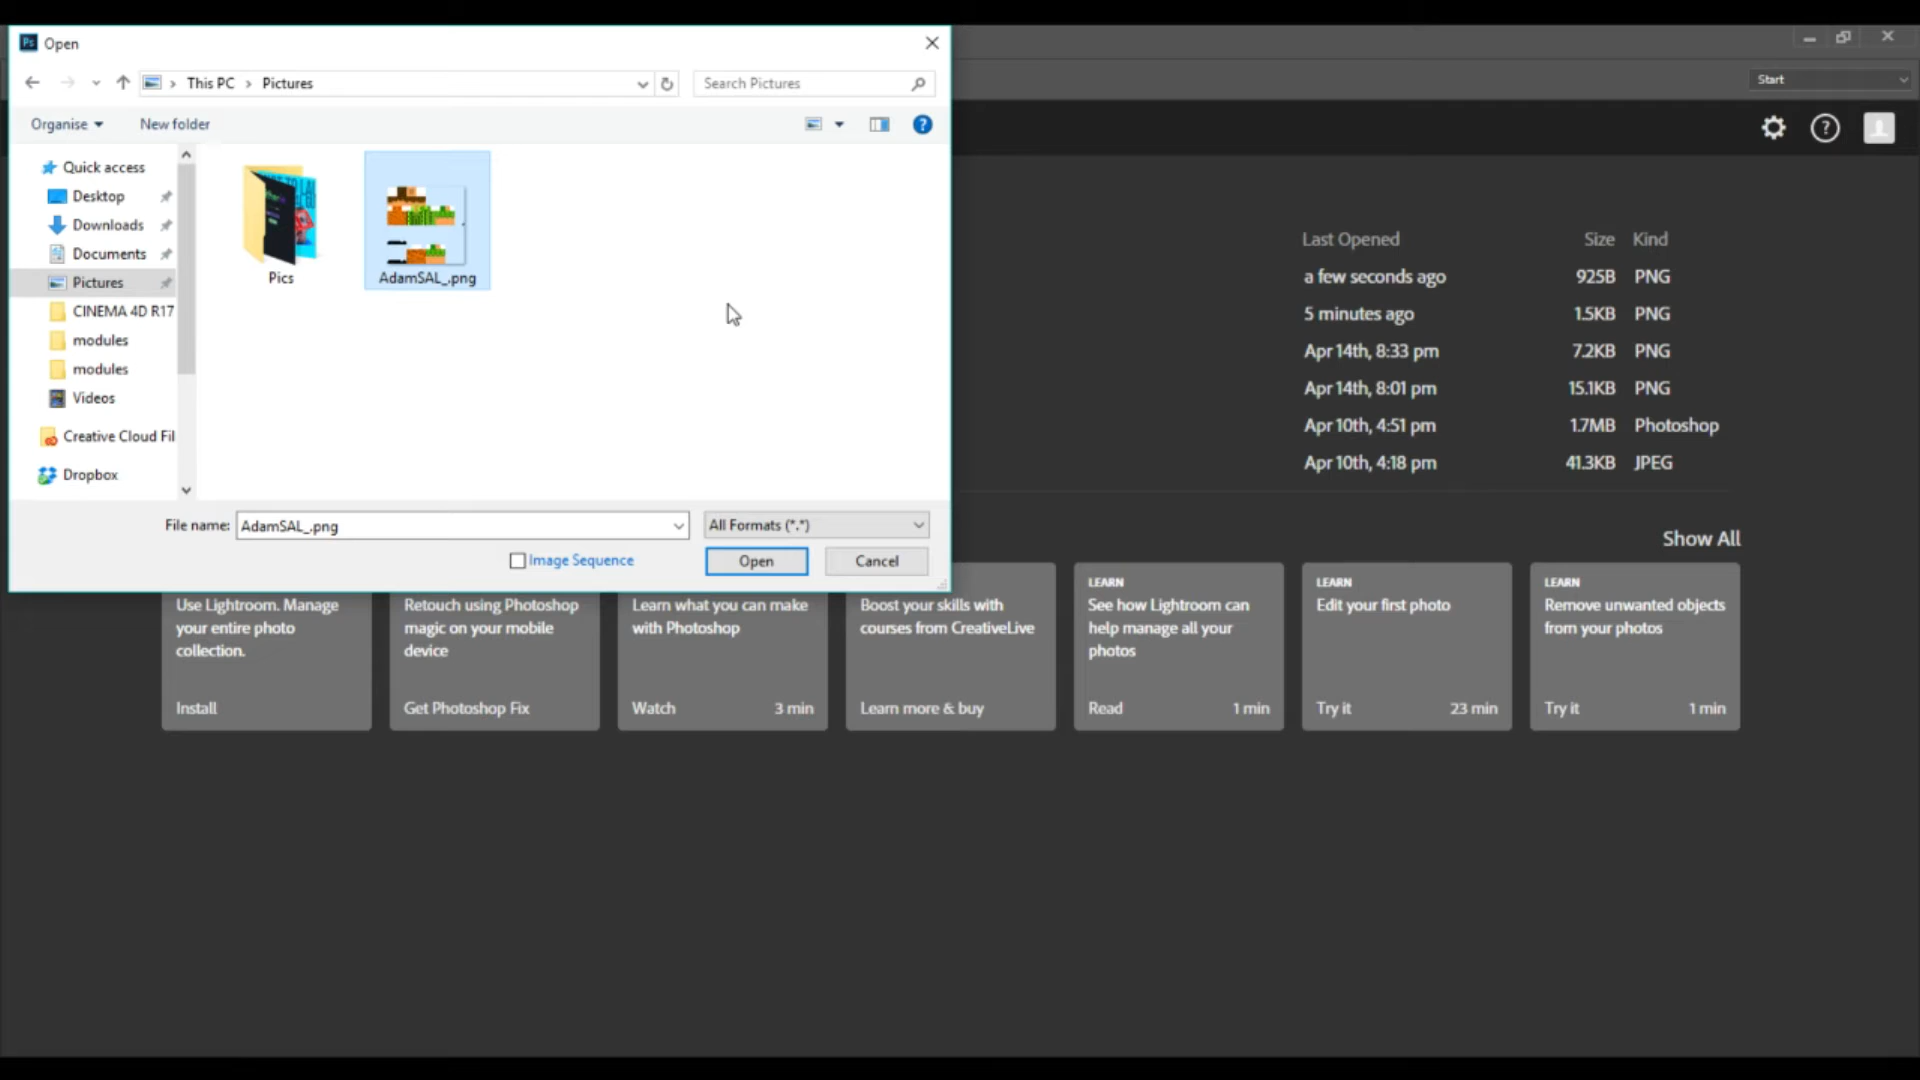 Ps Open
This PC > Pictures
Search Pictures
Organise
New folder
?
Start
?
Quick access
Desktop
Downloads
Documents
Pictures
CINEMA 4D R17
modules
modules
Videos
Creative Cloud Fil
Dropbox
Pics
AdamSAL_.png
Last Opened Size Kind
a few seconds ago 925B PNG
5 minutes ago 1.5KB PNG
Apr 14th, 8:33 pm 7.2KB PNG
Apr 14th, 8:01 pm 15.1KB PNG
Apr 10th, 4:51 pm 1.7MB Photoshop
Apr 10th, 4:18 pm 41.3KB JPEG
File name: AdamSAL_.png
All Formats (*.*)
Image Sequence
Open
Cancel
Show All
Use Lightroom. Manage
your entire photo
collection.
Install
Retouch using Photoshop
magic on your mobile
device
Get Photoshop Fix
Learn what you can make
with Photoshop
Watch 3 min
Boost your skills with
courses from CreativeLive
Learn more & buy
LEARN
See how Lightroom can
help manage all your
photos
Read 1 min
LEARN
Edit your first photo
Try it 23 min
LEARN
Remove unwanted objects
from your photos
Try it 1 min